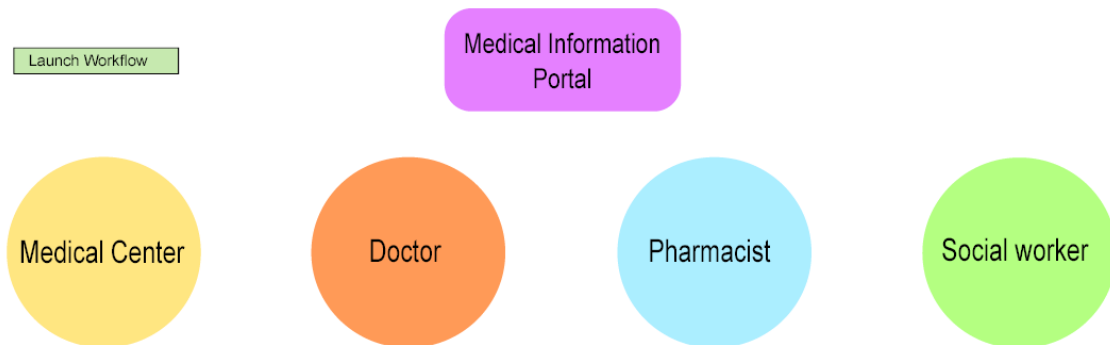 Medical Information
Portal
Launch Workflow
Medical Center
Doctor
Pharmacist
Social worker